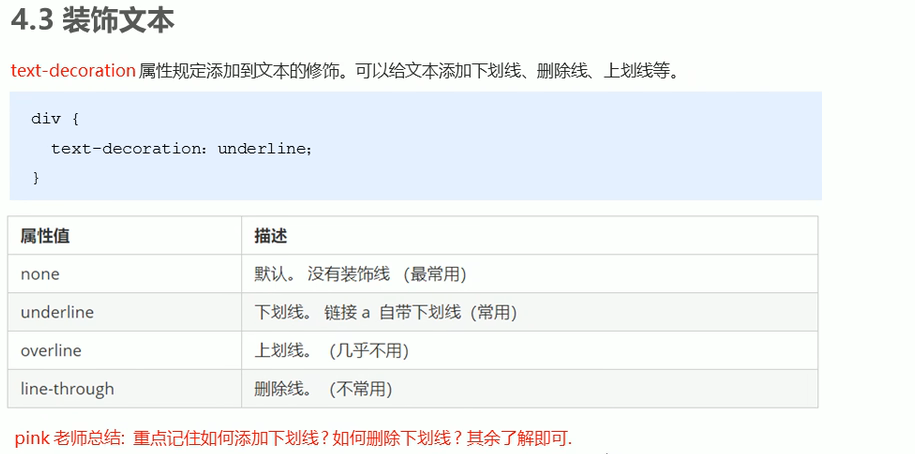 4.3 装饰文本
text-decoration 属性规定添加到文本的修饰。可以给文本添加下划线、删除线、上划线等。
div {
text-decoration: underline;
}
属性值 描述
none 默认。 没有装饰线 (最常用)
underline 下划线。 链接 a 自带下划线 (常用)
overline 上划线。 (几乎不用)
line-through 删除线。 (不常用)
pink 老师总结: 重点记住如何添加下划线 ? 如何删除下划线 ? 其余了解即可.